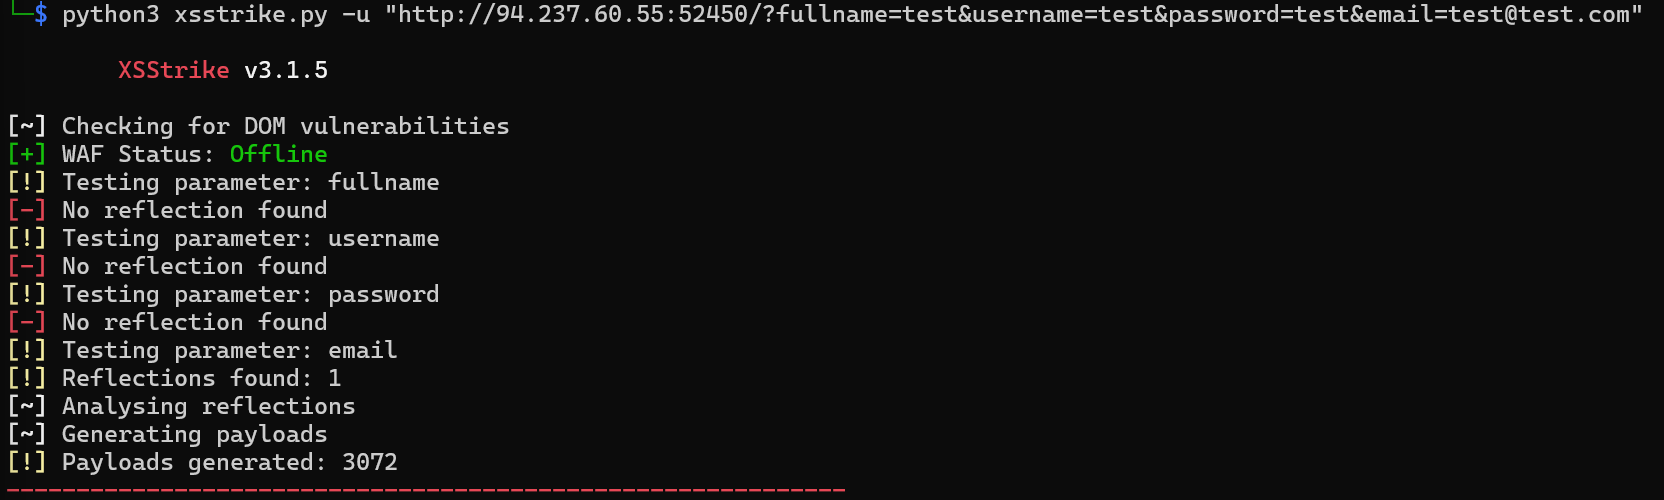 └─$ python3 xsstrike.py -u "http://94.237.60.55:52450/?fullname=test&username=test&password=test&email=test@test.com"
XSStrike v3.1.5
[~] Checking for DOM vulnerabilities
[+] WAF Status: Offline
[!] Testing parameter: fullname
[-] No reflection found
[!] Testing parameter: username
[-] No reflection found
[!] Testing parameter: password
[-] No reflection found
[!] Testing parameter: email
[!] Reflections found: 1
[~] Analysing reflections
[~] Generating payloads
[!] Payloads generated: 3072
------------------------------------------------------------